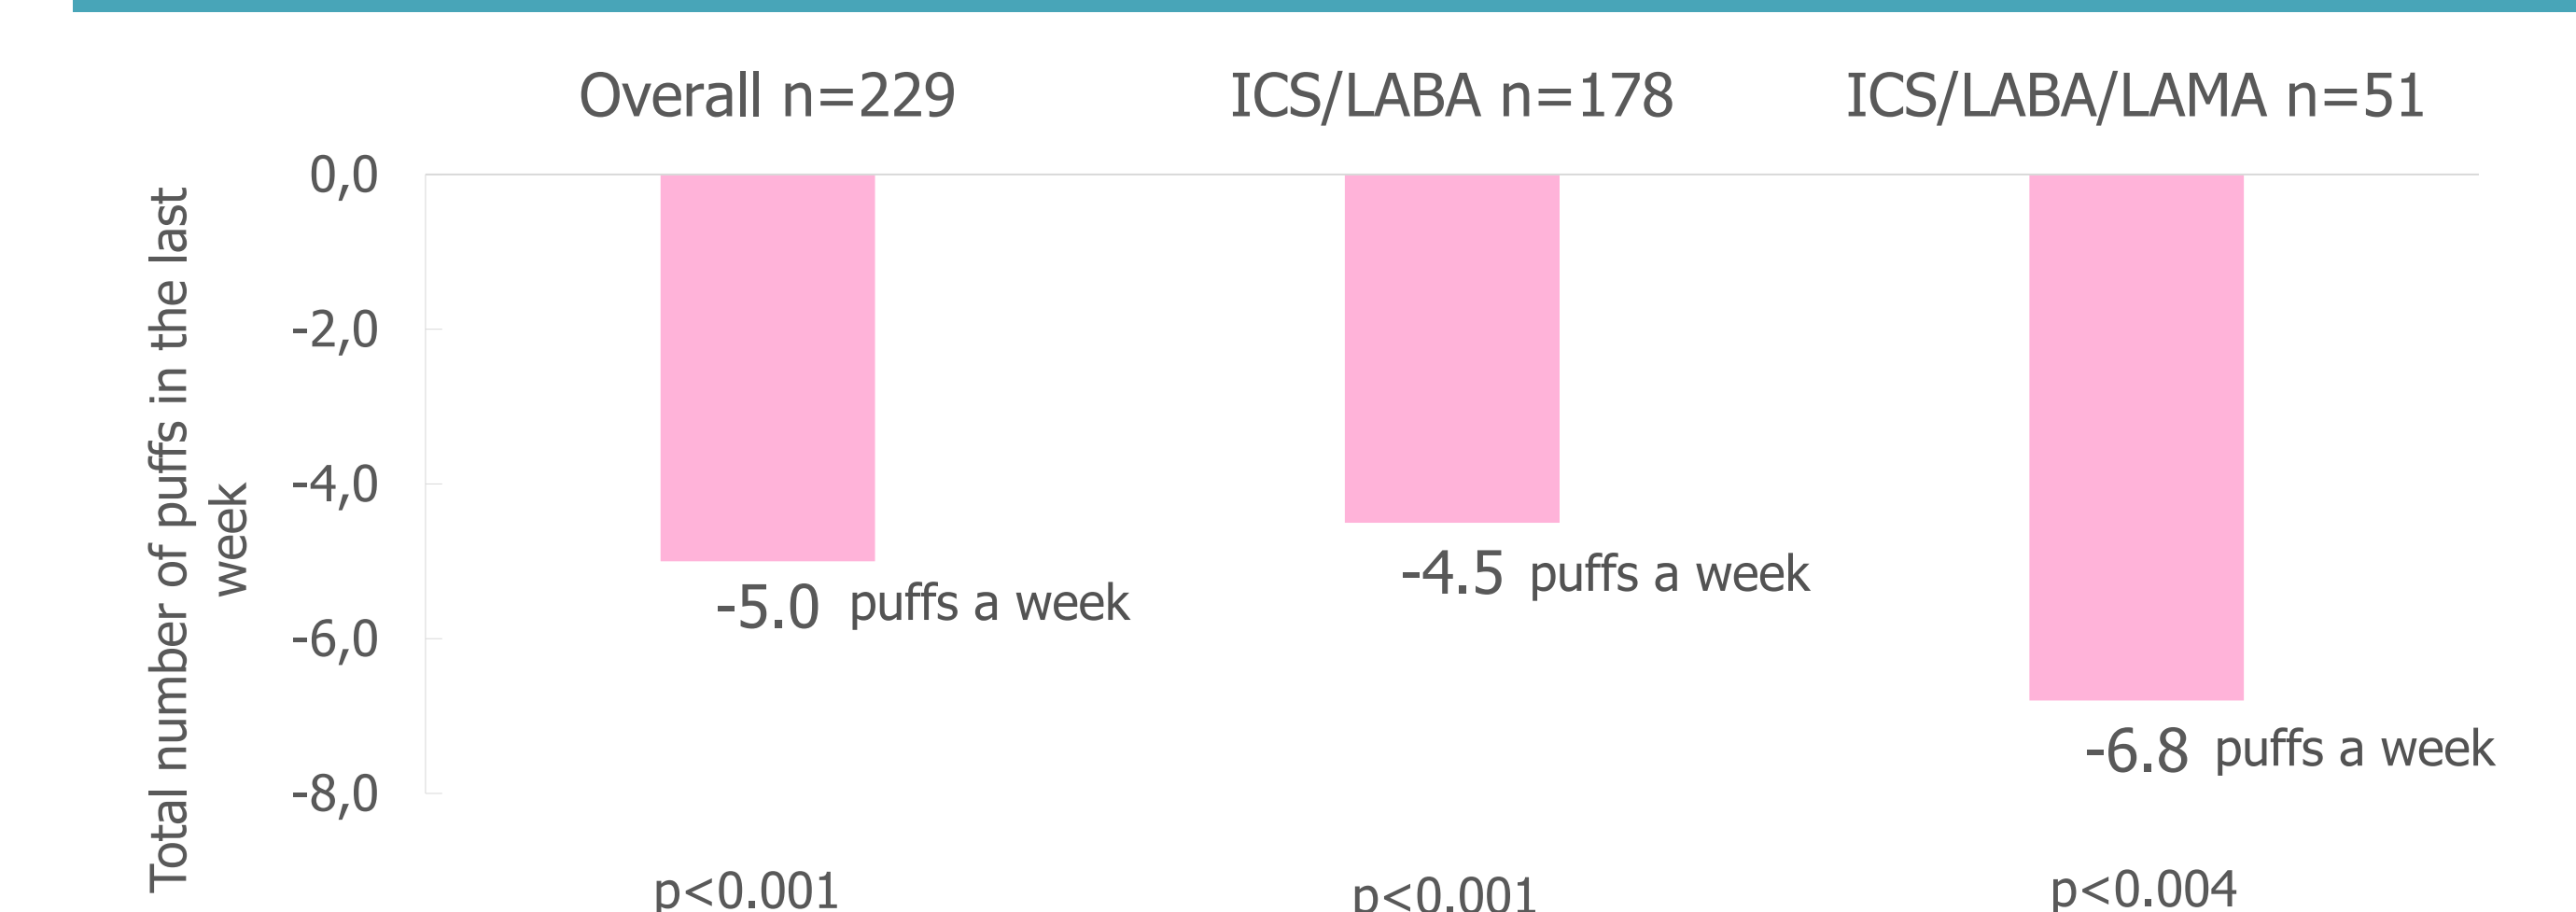 Overall n=229
ICS/LABA n=178
ICS/LABA/LAMA n=51
Total number of puffs in the last
week
0,0
-2,0
-4,0
-6,0
-8,0
-5.0 puffs a week
-4.5 puffs a week
-6.8 puffs a week
p<0.001
p<0.001
p<0.004